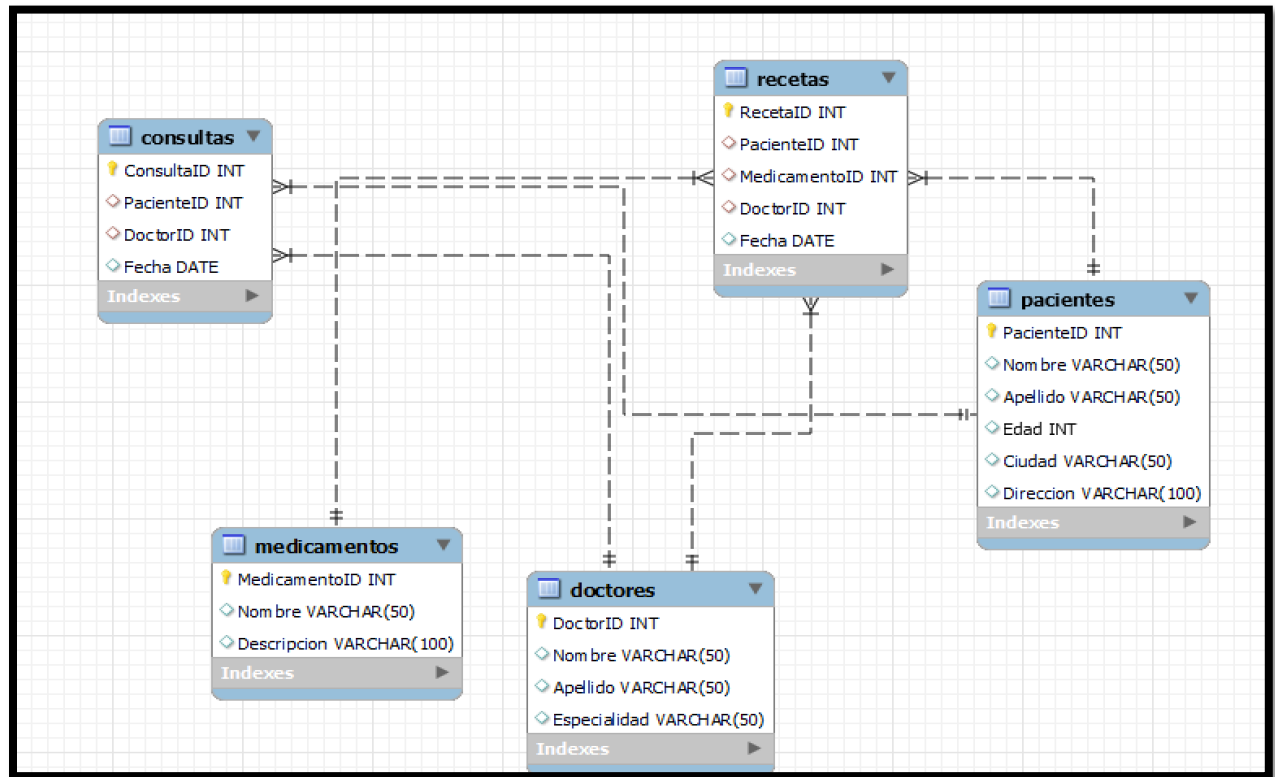 consultas
ConsultaID INT
PacienteID INT
DoctorID INT
Fecha DATE
Indexes
recetas
RecetaID INT
PacienteID INT
MedicamentoID INT
DoctorID INT
Fecha DATE
Indexes
pacientes
PacienteID INT
Nombre VARCHAR(50)
Apellido VARCHAR(50)
Edad INT
Ciudad VARCHAR(50)
Direccion VARCHAR(100)
Indexes
medicamentos
MedicamentoID INT
Nombre VARCHAR(50)
Descripcion VARCHAR(100)
Indexes
doctores
DoctorID INT
Nombre VARCHAR(50)
Apellido VARCHAR(50)
Especialidad VARCHAR(50)
Indexes